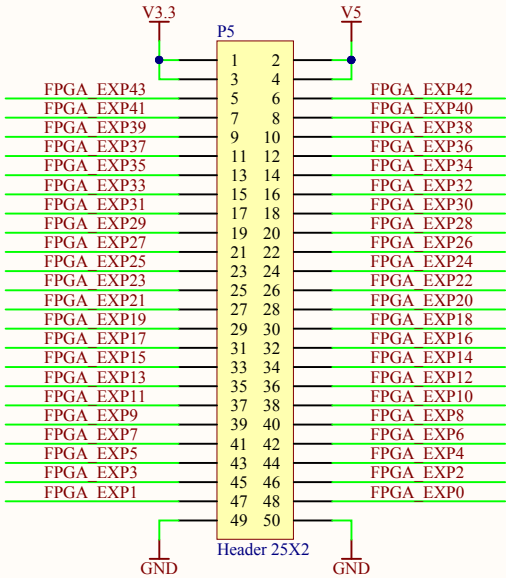 V3.3 V5
P5
1 2
3 4
FPGA_EXP43 5 6 FPGA_EXP42
FPGA_EXP41 7 8 FPGA_EXP40
FPGA_EXP39 9 10 FPGA_EXP38
FPGA_EXP37 11 12 FPGA_EXP36
FPGA_EXP35 13 14 FPGA_EXP34
FPGA_EXP33 15 16 FPGA_EXP32
FPGA_EXP31 17 18 FPGA_EXP30
FPGA_EXP29 19 20 FPGA_EXP28
FPGA_EXP27 21 22 FPGA_EXP26
FPGA_EXP25 23 24 FPGA_EXP24
FPGA_EXP23 25 26 FPGA_EXP22
FPGA_EXP21 27 28 FPGA_EXP20
FPGA_EXP19 29 30 FPGA_EXP18
FPGA_EXP17 31 32 FPGA_EXP16
FPGA_EXP15 33 34 FPGA_EXP14
FPGA_EXP13 35 36 FPGA_EXP12
FPGA_EXP11 37 38 FPGA_EXP10
FPGA_EXP9 39 40 FPGA_EXP8
FPGA_EXP7 41 42 FPGA_EXP6
FPGA_EXP5 43 44 FPGA_EXP4
FPGA_EXP3 45 46 FPGA_EXP2
FPGA_EXP1 47 48 FPGA_EXP0
49 50
Header 25X2
GND GND